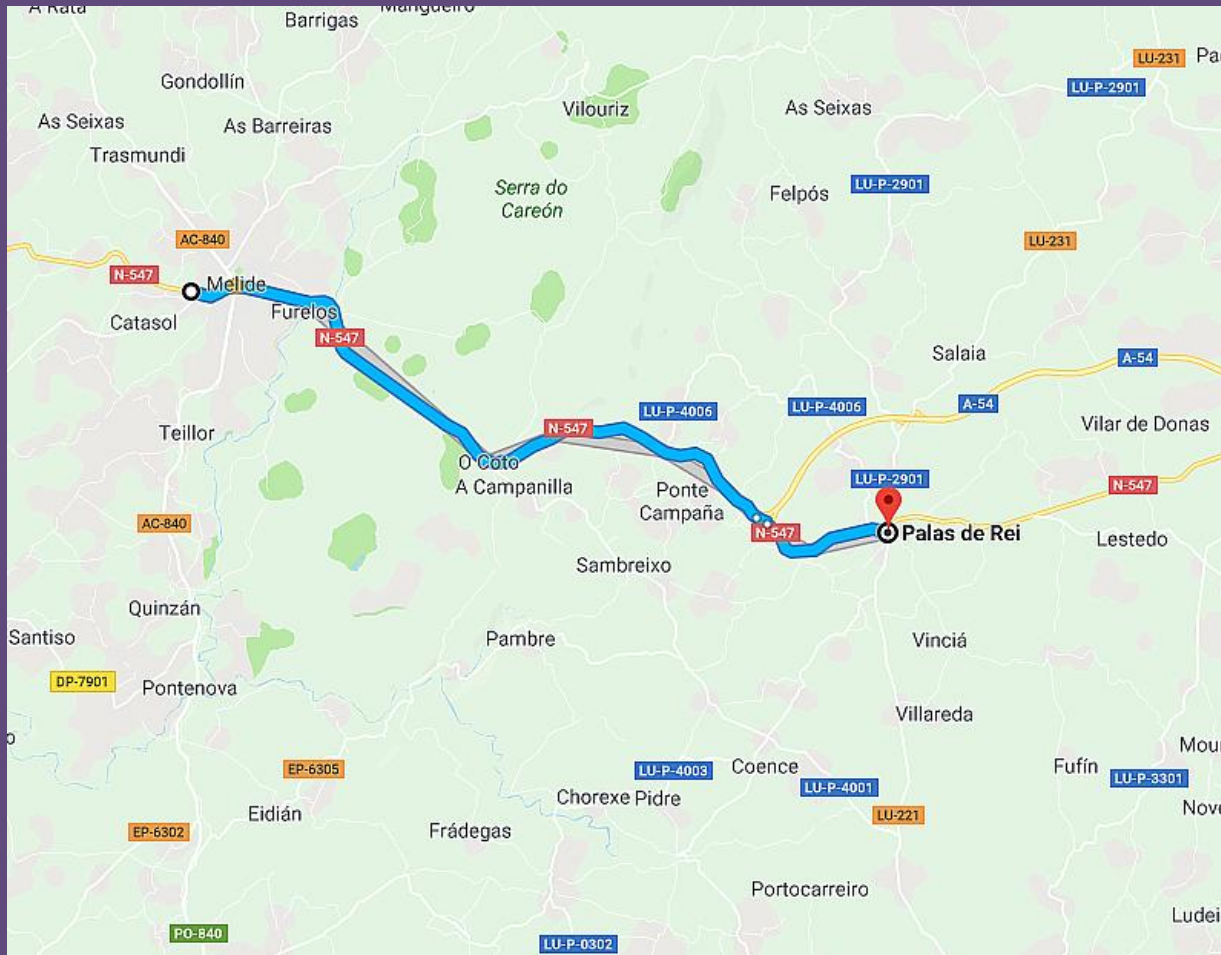 A Rata
Barrigas
Mangueiro
LU-231
Gondollín
LU-P-2901
Vilouriz
As Seixas
As Seixas
As Barreiras
Trasmundi
Serra do
Careón
LU-P-2901
Felpós
AC-840
LU-231
N-547
Melide
Furelos
Catasol
N-547
Salaia
A-54
LU-P-4006
LU-P-4006
A-54
N-547
Vilar de Donas
Teillor
O Coto
A Campanilla
LU-P-2901
Ponte
Campaña
N-547
AC-840
N-547
Palas de Rei
Lestedo
Sambreixo
Quinzán
Santiso
Pambre
Vinciá
DP-7901
Pontenova
Villareda
EP-6305
LU-P-4003
Coence
Fufín
LU-P-3301
LU-P-4001
Chorexe
Pidre
Eidián
LU-221
EP-6302
Frádegas
Portocarreiro
PO-840
LU-P-0302